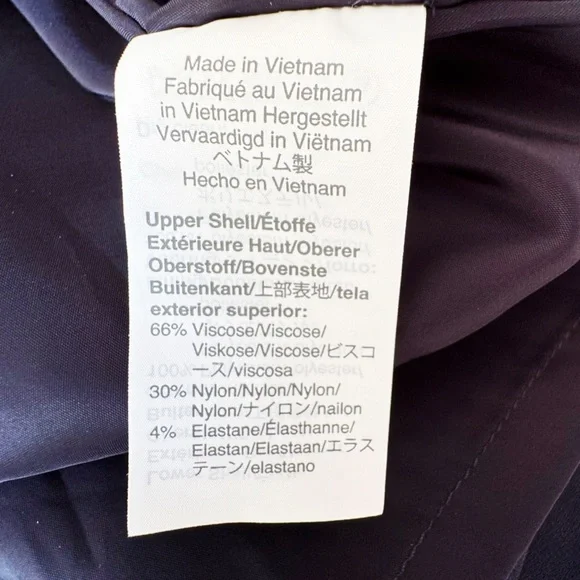 Made in Vietnam
Fabriqué au Vietnam
in Vietnam Hergestellt
Vervaardigd in Viëtnam
ベトナム製
Hecho en Vietnam
Upper Shell/Étoffe
Extérieure Haut/Oberer
Oberstoff/Bovenste
Buitenkant/上部表地/tela
exterior superior:
66% Viscose/Viscose/
Viskose/Viscose/ビスコ
ース/viscosa
30% Nylon/Nylon/Nylon/
Nylon/ナイロン/nailon
4% Elastane/Élasthanne/
Elastan/Elastaan/エラス
テーン/elastano